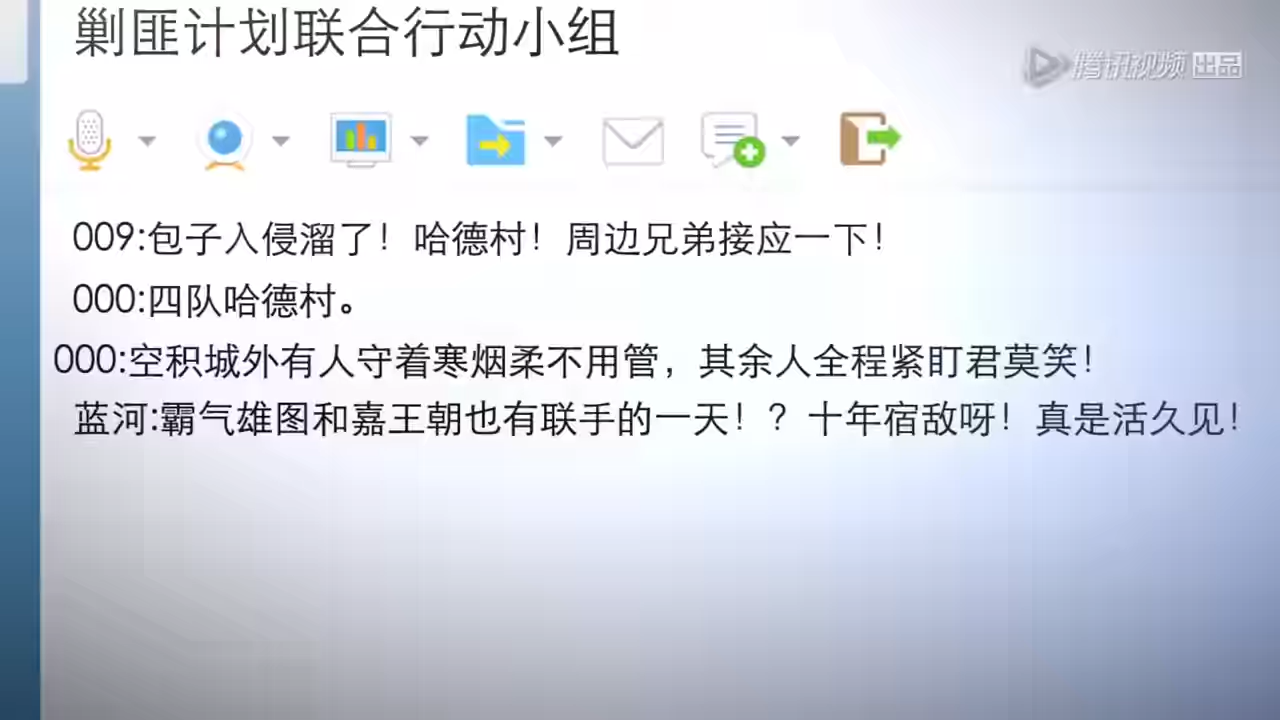 剿匪计划联合行动小组
腾讯视频 出品
009:包子入侵溜了！哈德村！周边兄弟接应一下！
000:四队哈德村。
000:空积城外有人守着寒烟柔不用管，其余人全程紧盯君莫笑！
蓝河:霸气雄图和嘉王朝也有联手的一天！？十年宿敌呀！真是活久见！